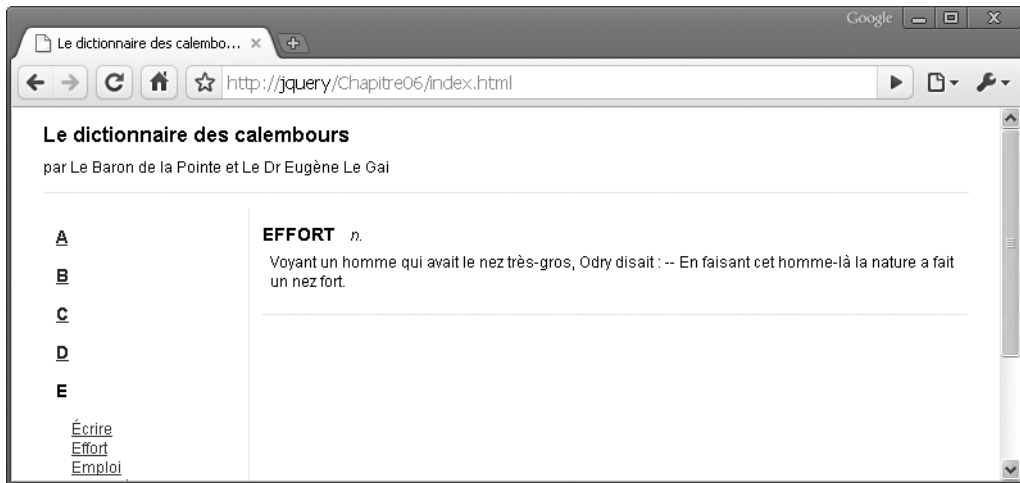 Google
Le dictionnaire des calembo...
http://jquery/Chapitre06/index.html
Le dictionnaire des calembours
par Le Baron de la Pointe et Le Dr Eugène Le Gai
A
B
C
D
E
Écrire
Effort
Emploi
EFFORT n.
Voyant un homme qui avait le nez très-gros, Odry disait : -- En faisant cet homme-là la nature a fait
un nez fort.